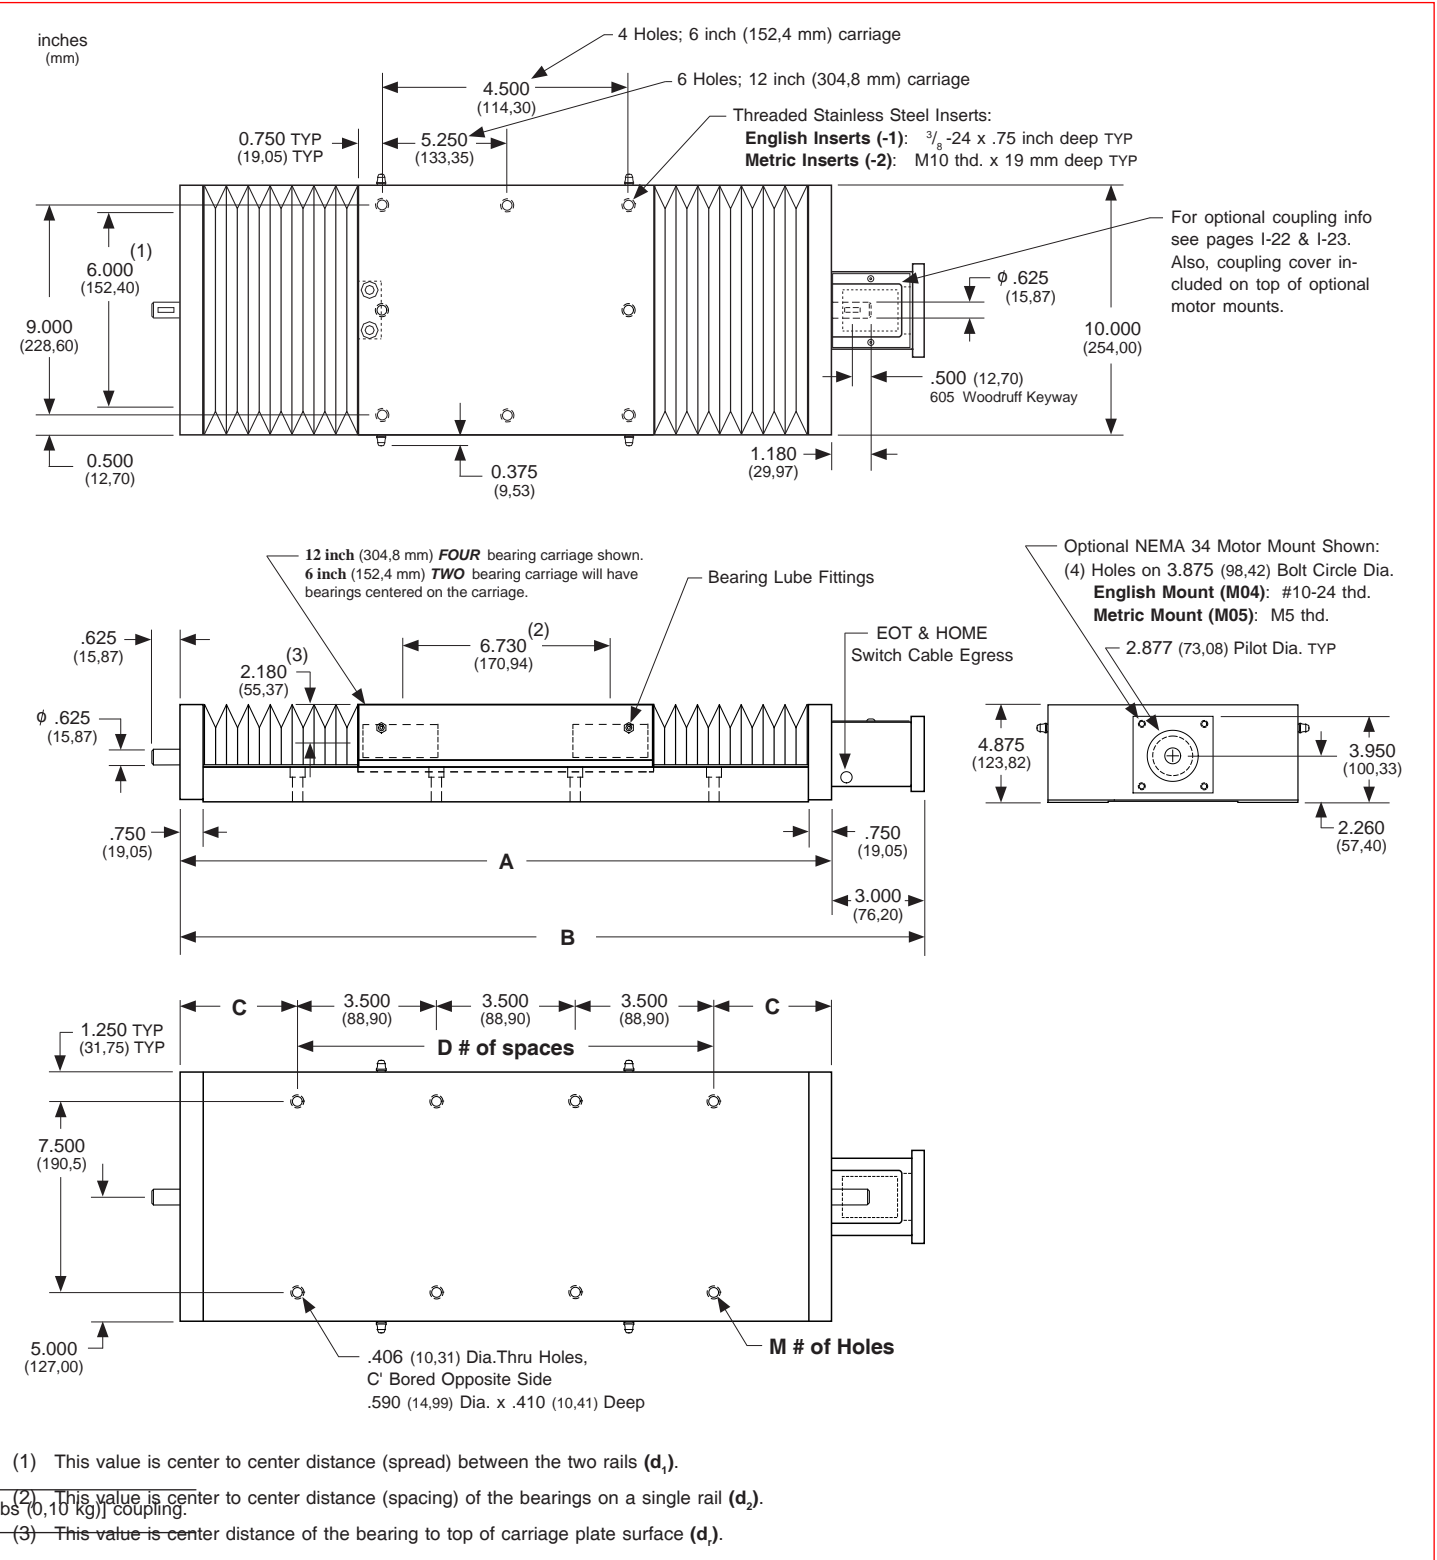 inches
(mm)
4 Holes; 6 inch (152,4 mm) carriage
6 Holes; 12 inch (304,8 mm) carriage
4.500
(114,30)
Threaded Stainless Steel Inserts:
English Inserts (-1): 3/8 -24 x .75 inch deep TYP
Metric Inserts (-2): M10 thd. x 19 mm deep TYP
0.750 TYP
(19,05) TYP
5.250
(133,35)
For optional coupling info
see pages I-22 & I-23.
Also, coupling cover in-
cluded on top of optional
motor mounts.
(1)
6.000
(152,40)
ϕ .625
(15,87)
9.000
(228,60)
10.000
(254,00)
.500 (12,70)
605 Woodruff Keyway
0.500
(12,70)
0.375
(9,53)
1.180
(29,97)
12 inch (304,8 mm) FOUR bearing carriage shown.
6 inch (152,4 mm) TWO bearing carriage will have
bearings centered on the carriage.
Bearing Lube Fittings
Optional NEMA 34 Motor Mount Shown:
(4) Holes on 3.875 (98,42) Bolt Circle Dia.
English Mount (M04): #10-24 thd.
Metric Mount (M05): M5 thd.
2.877 (73,08) Pilot Dia. TYP
.625
(15,87)
(3)
2.180
(55,37)
(2)
6.730
(170,94)
EOT & HOME
Switch Cable Egress
ϕ .625
(15,87)
4.875
(123,82)
3.950
(100,33)
2.260
(57,40)
.750
(19,05)
.750
(19,05)
A
3.000
(76,20)
B
C
3.500
(88,90)
3.500
(88,90)
3.500
(88,90)
C
1.250 TYP
(31,75) TYP
D # of spaces
7.500
(190,5)
5.000
(127,00)
.406 (10,31) Dia.Thru Holes,
C' Bored Opposite Side
.590 (14,99) Dia. x .410 (10,41) Deep
M # of Holes
(1) This value is center to center distance (spread) between the two rails (d1).
(2) This value is center to center distance (spacing) of the bearings on a single rail (d2).
bs (0,10 kg)] coupling.
(3) This value is center distance of the bearing to top of carriage plate surface (dr).